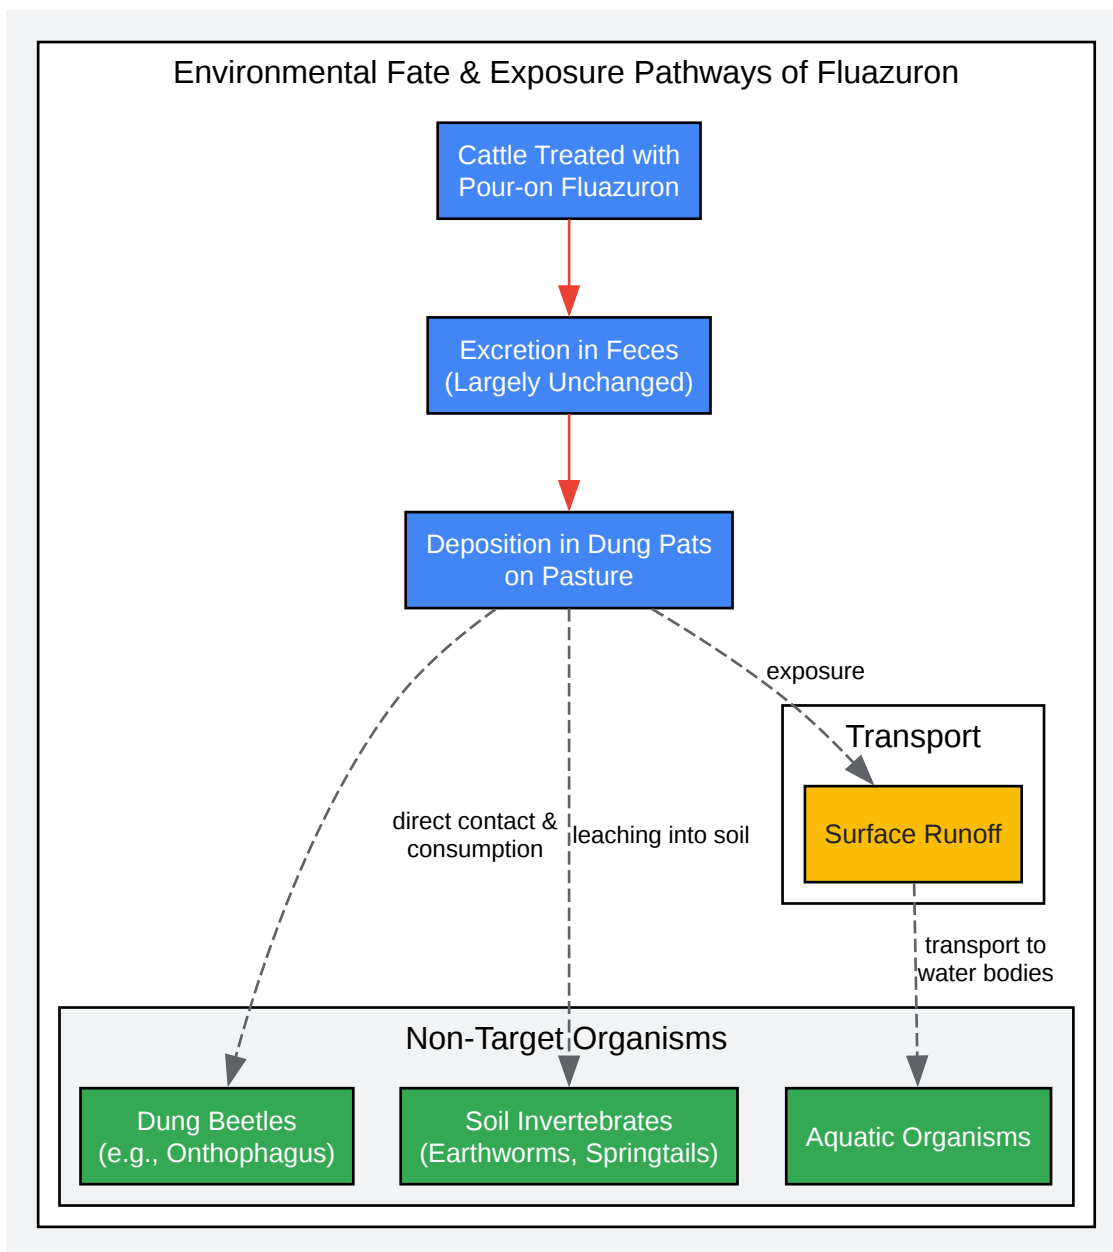 Environmental Fate & Exposure Pathways of Fluazuron
Cattle Treated with
Pour-on Fluazuron
Excretion in Feces
(Largely Unchanged)
Deposition in Dung Pats
on Pasture
exposure
Transport
Surface Runoff
direct contact &
consumption
leaching into soil
transport to
water bodies
Non-Target Organisms
Dung Beetles
(e.g., Onthophagus)
Soil Invertebrates
(Earthworms, Springtails)
Aquatic Organisms